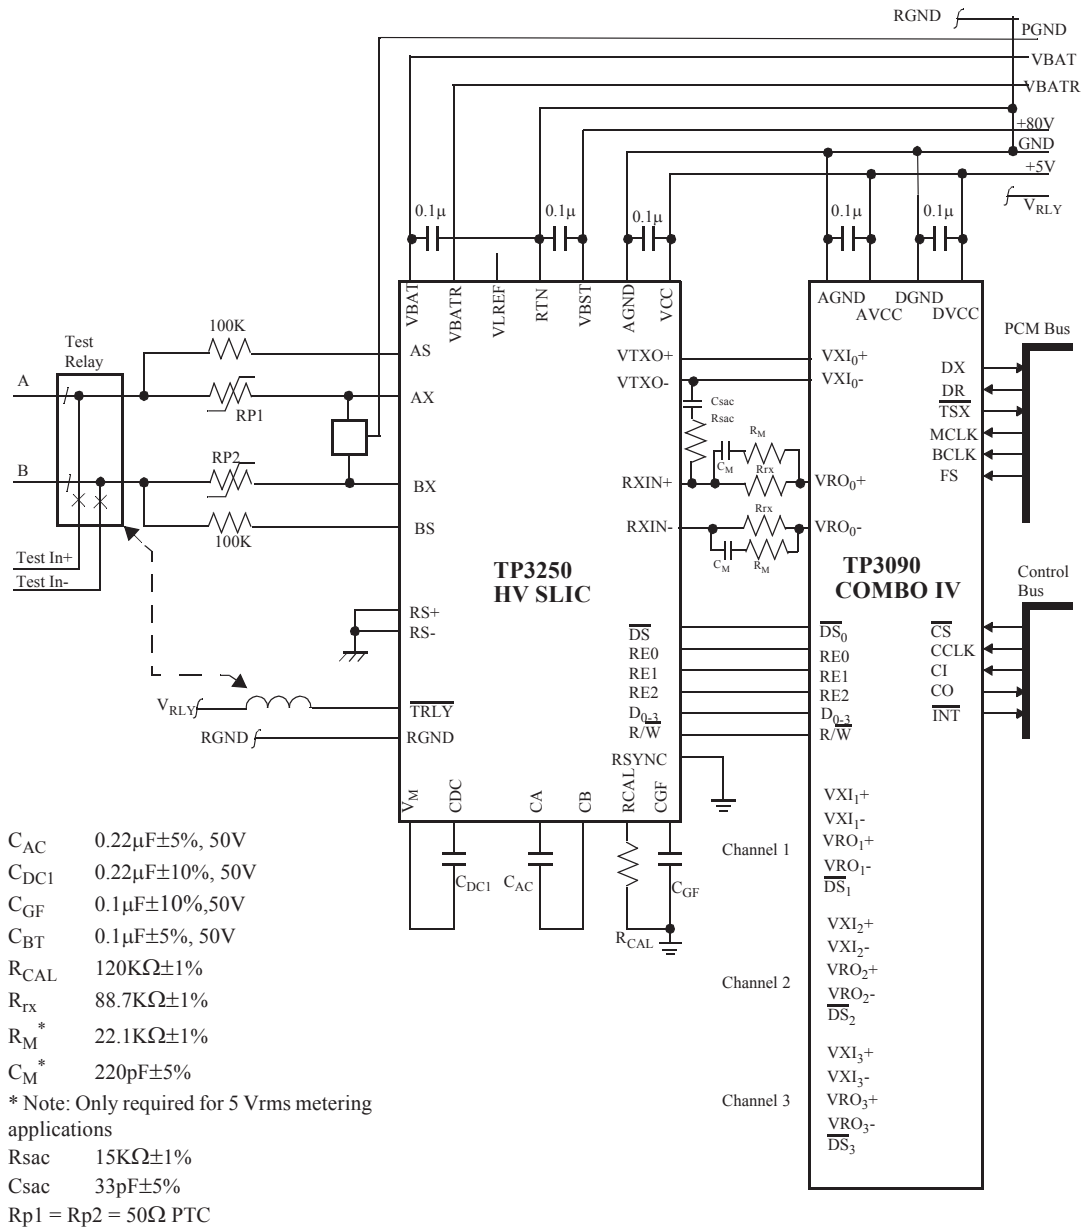 RGND
PGND
VBAT
VBATR
+80V
GND
+5V
VRLY
0.1μ
0.1μ
0.1μ
0.1μ
0.1μ
VBAT
VBATR
VLREF
RTN
VBST
AGND
VCC
AGND
AVCC
DGND
DVCC
PCM Bus
100K
Test
Relay
AS
VTXO+
VXI0+
VTXO-
VXI0-
DX
DR
TSX
MCLK
BCLK
FS
A
RP1
AX
Csac
Rsac
RM
CM
Rrx
B
RP2
BX
RXIN+
VRO0+
100K
BS
RXIN-
Rrx
CM
RM
VRO0-
Test In+
Test In-
TP3250
HV SLIC
TP3090
COMBO IV
Control
Bus
RS+
RS-
DS
RE0
RE1
RE2
D0-3
R/W
RSYNC
DS0
RE0
RE1
RE2
D0-3
R/W
CS
CCLK
CI
CO
INT
VRLY
TRLY
RGND
RGND
VM
CDC
CA
CB
RCAL
CGF
CDC1
CAC
RCAL
CGF
Channel 1
VXI1+
VXI1-
VRO1+
VRO1-
DS1
Channel 2
VXI2+
VXI2-
VRO2+
VRO2-
DS2
Channel 3
VXI3+
VXI3-
VRO3+
VRO3-
DS3
CAC 0.22μF±5%, 50V
CDC1 0.22μF±10%, 50V
CGF 0.1μF±10%,50V
CBT 0.1μF±5%, 50V
RCAL 120KΩ±1%
Rrx 88.7KΩ±1%
RM* 22.1KΩ±1%
CM* 220pF±5%
* Note: Only required for 5 Vrms metering
applications
Rsac 15KΩ±1%
Csac 33pF±5%
Rp1 = Rp2 = 50Ω PTC